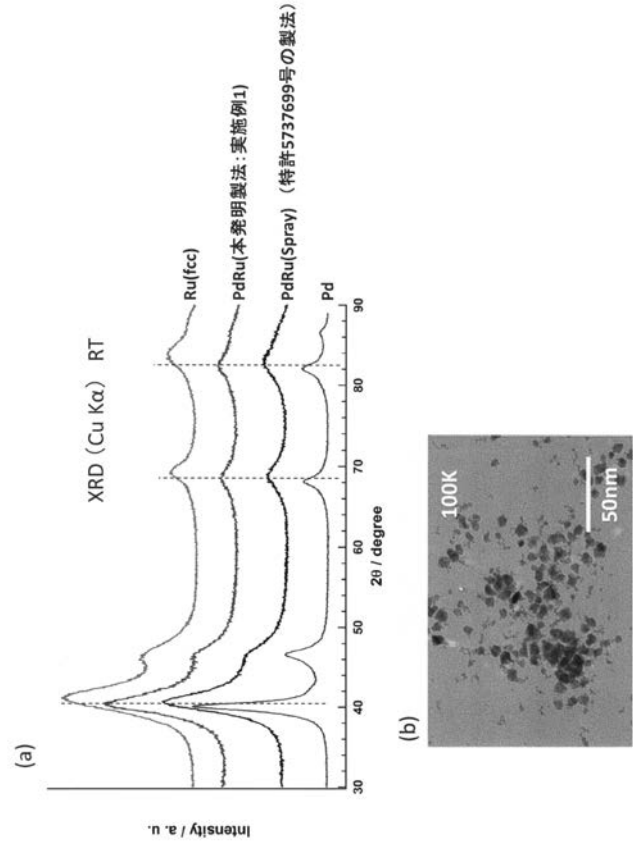 (a)
XRD (Cu Kα) RT
Ru(fcc)
PdRu(本発明製法:実施例1)
PdRu(Spray) (特許5737699号の製法)
Pd
Intensity / a. u.
30 40 50 60 70 80 90
2θ / degree
(b)
100K
50nm